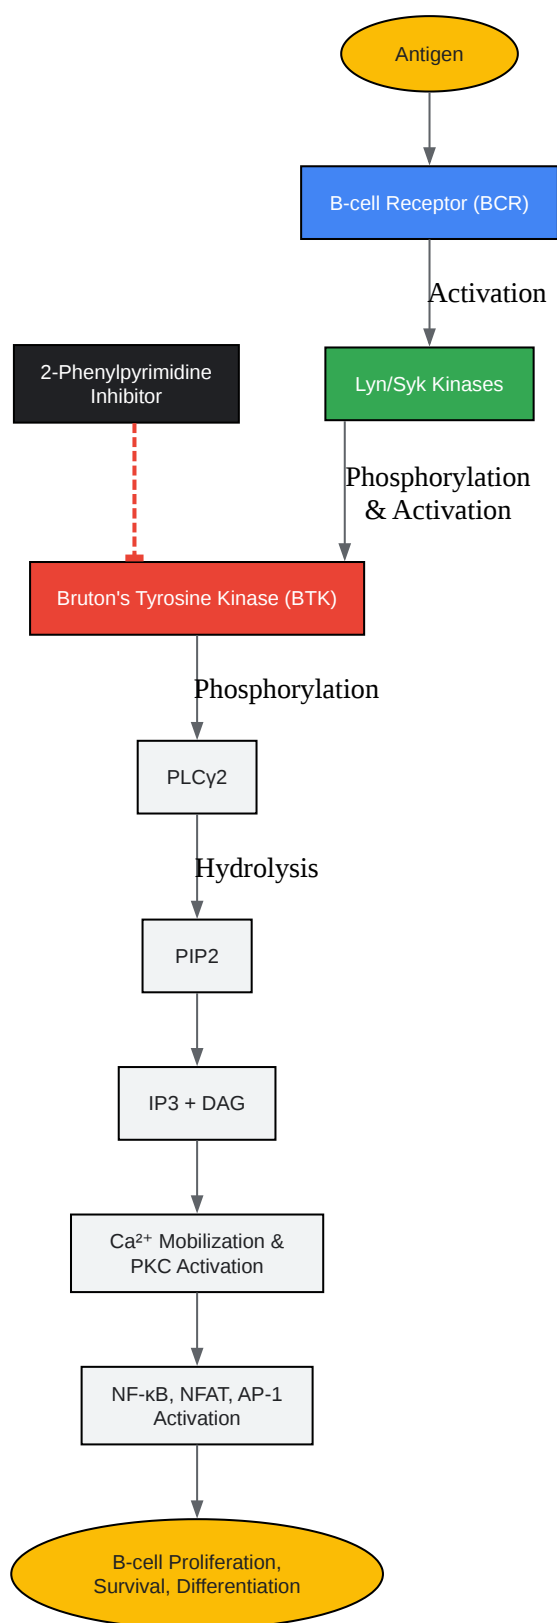 Antigen
B-cell Receptor (BCR)
Activation
2-Phenylpyrimidine
Inhibitor
Lyn/Syk Kinases
Phosphorylation
& Activation
Bruton's Tyrosine Kinase (BTK)
Phosphorylation
PLCγ2
Hydrolysis
PIP2
IP3 + DAG
Ca²⁺ Mobilization &
PKC Activation
NF-κB, NFAT, AP-1
Activation
B-cell Proliferation,
Survival, Differentiation